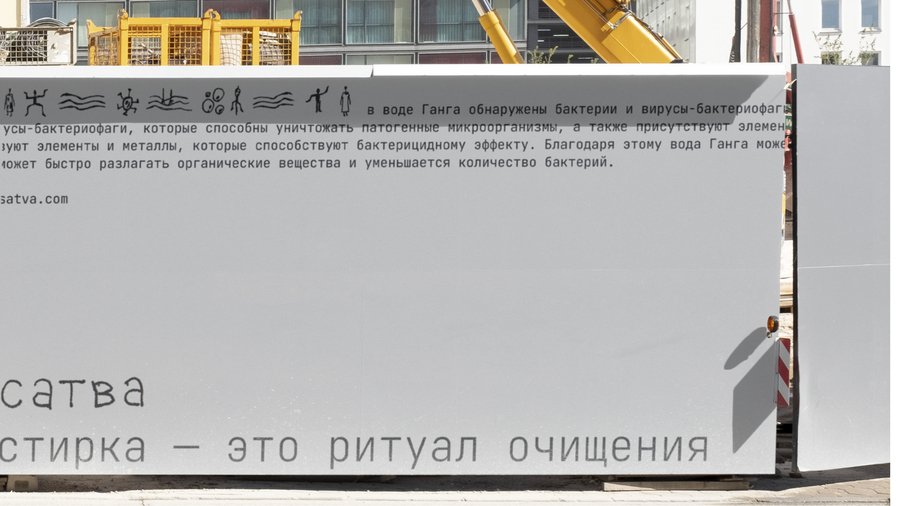 в воде Ганга обнаружены бактерии и вирусы-бактериофаги
усы-бактериофаги, которые способны уничтожать патогенные микроорганизмы, а также присутствуют элемен
вуют элементы и металлы, которые способствуют бактерицидному эффекту. Благодаря этому вода Ганга може
может быстро разлагать органические вещества и уменьшается количество бактерий.
satva.com
сатва
стирка — это ритуал очищения